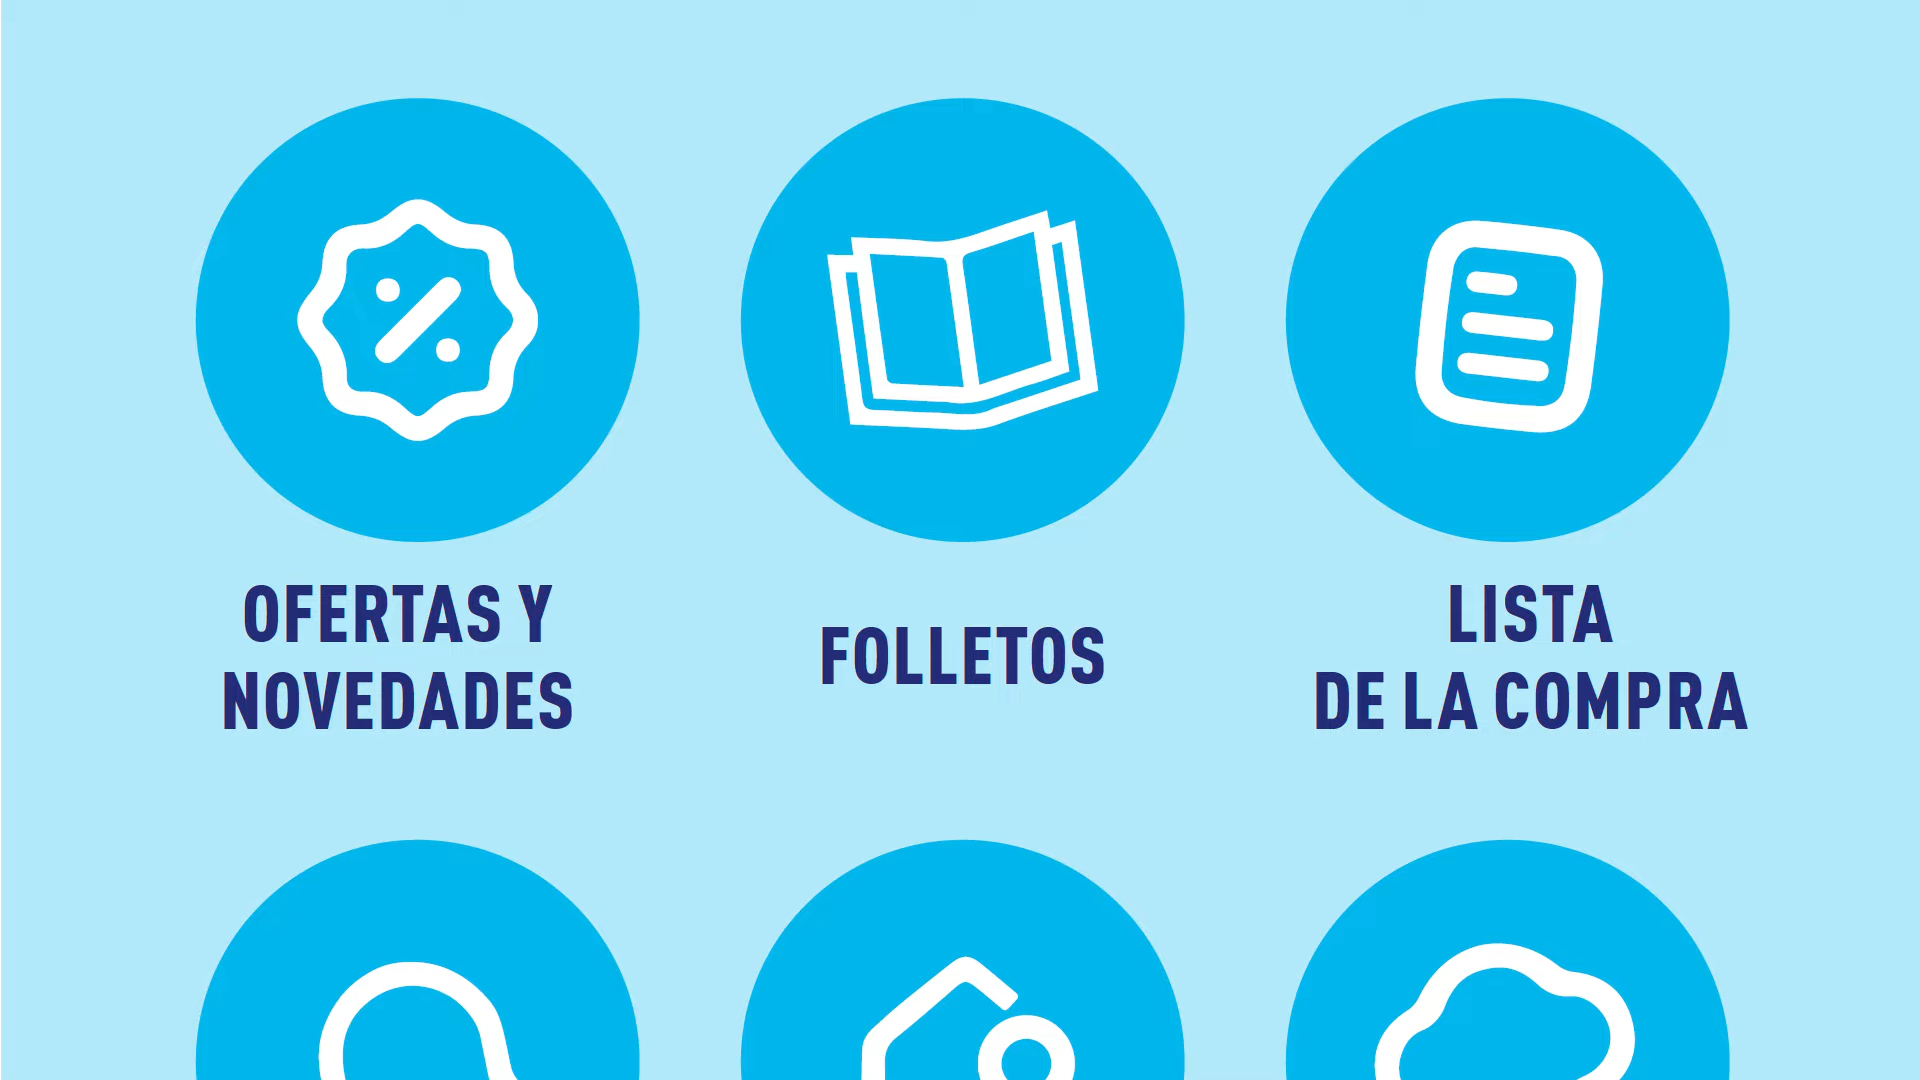 OFERTAS Y
NOVEDADES
FOLLETOS
LISTA
DE LA COMPRA